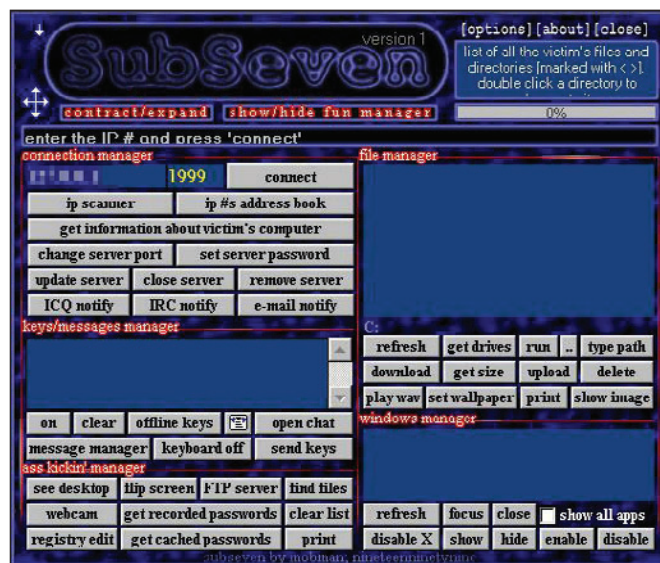 version 1
SubSeven
[options][about][close]
list of all the victim's files and
directories [marked with < >].
double click a directory to
0%
contract/expand show/hide fun manager
enter the IP # and press 'connect'
connection manager
1999 connect
ip scanner ip #s address book
get information about victim's computer
change server port set server password
update server close server remove server
ICQ notify IRC notify e-mail notify
keys/messages manager
on clear offline keys open chat
message manager keyboard off send keys
ass kickin' manager
see desktop flip screen FTP server find files
webcam get recorded passwords clear list
registry edit get cached passwords print
file manager
C:
refresh get drives run .. type path
download get size upload delete
play wav set wallpaper print show image
windows manager
refresh focus close show all apps
disable X show hide enable disable
subseven by mobman; nineteenninetynine